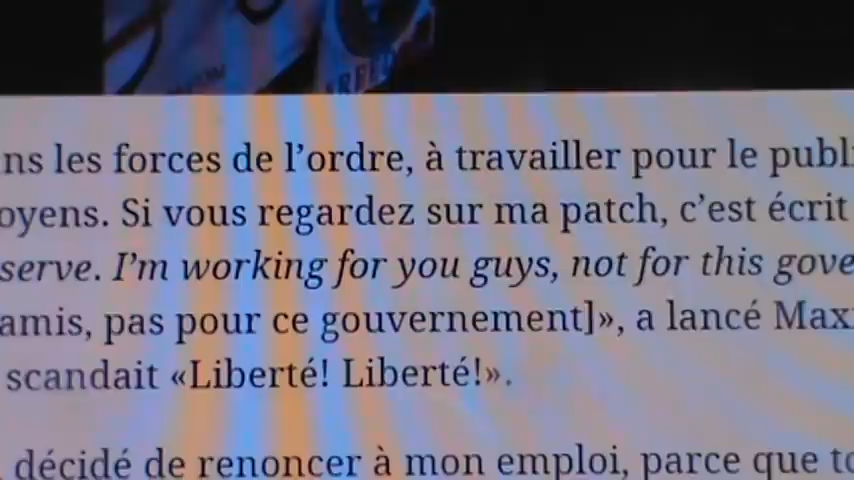 ns les forces de l'ordre, à travailler pour le publ
oyens. Si vous regardez sur ma patch, c'est écrit
serve. I'm working for you guys, not for this gove
amis, pas pour ce gouvernement]», a lancé Max
scandait «Liberté! Liberté!».
décidé de renoncer à mon emploi, parce que to